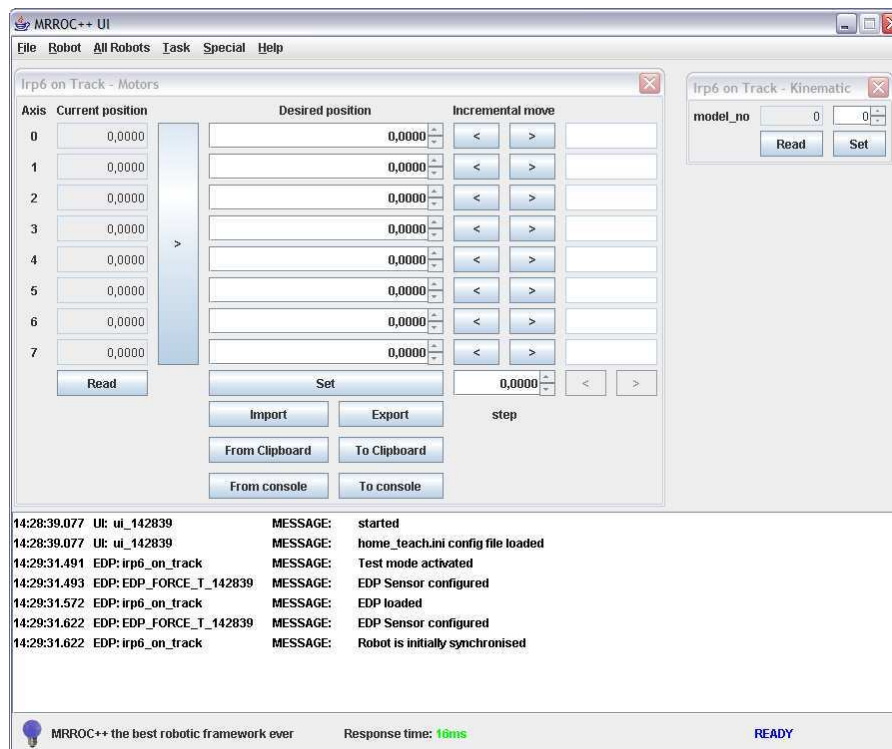 MRROC++ UI
File Robot All Robots Task Special Help
Irp6 on Track - Motors
Axis Current position Desired position Incremental move
0 0,0000 0,0000 < >
1 0,0000 0,0000 < >
2 0,0000 0,0000 < >
3 0,0000 > 0,0000 < >
4 0,0000 0,0000 < >
5 0,0000 0,0000 < >
6 0,0000 0,0000 < >
7 0,0000 0,0000 < >
Read Set 0,0000 < >
Import Export step
From Clipboard To Clipboard
From console To console
Irp6 on Track - Kinematic
model_no 0 0
Read Set
14:28:39.077 UI: ui_142839 MESSAGE: started
14:28:39.077 UI: ui_142839 MESSAGE: home_teach.ini config file loaded
14:29:31.491 EDP: irp6_on_track MESSAGE: Test mode activated
14:29:31.493 EDP: EDP_FORCE_T_142839 MESSAGE: EDP Sensor configured
14:29:31.572 EDP: irp6_on_track MESSAGE: EDP loaded
14:29:31.622 EDP: EDP_FORCE_T_142839 MESSAGE: EDP Sensor configured
14:29:31.622 EDP: irp6_on_track MESSAGE: Robot is initially synchronised
MRROC++ the best robotic framework ever Response time: 16ms READY